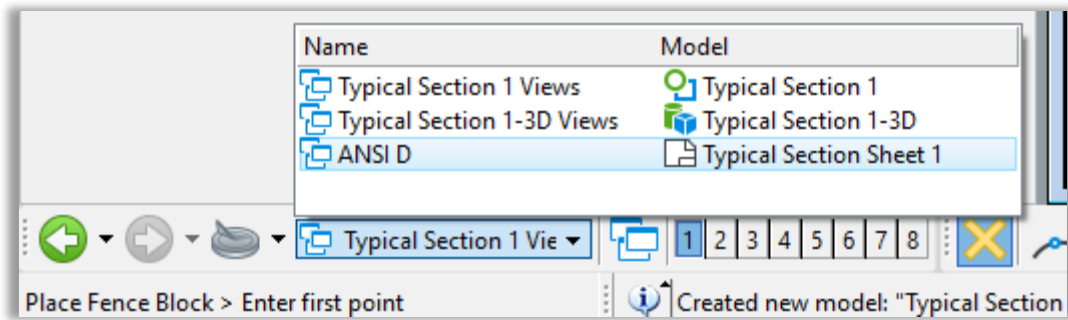 Name Model
Typical Section 1 Views Typical Section 1
Typical Section 1-3D Views Typical Section 1-3D
ANSI D Typical Section Sheet 1
Typical Section 1 Vie 1 2 3 4 5 6 7 8
Place Fence Block > Enter first point Created new model: "Typical Section